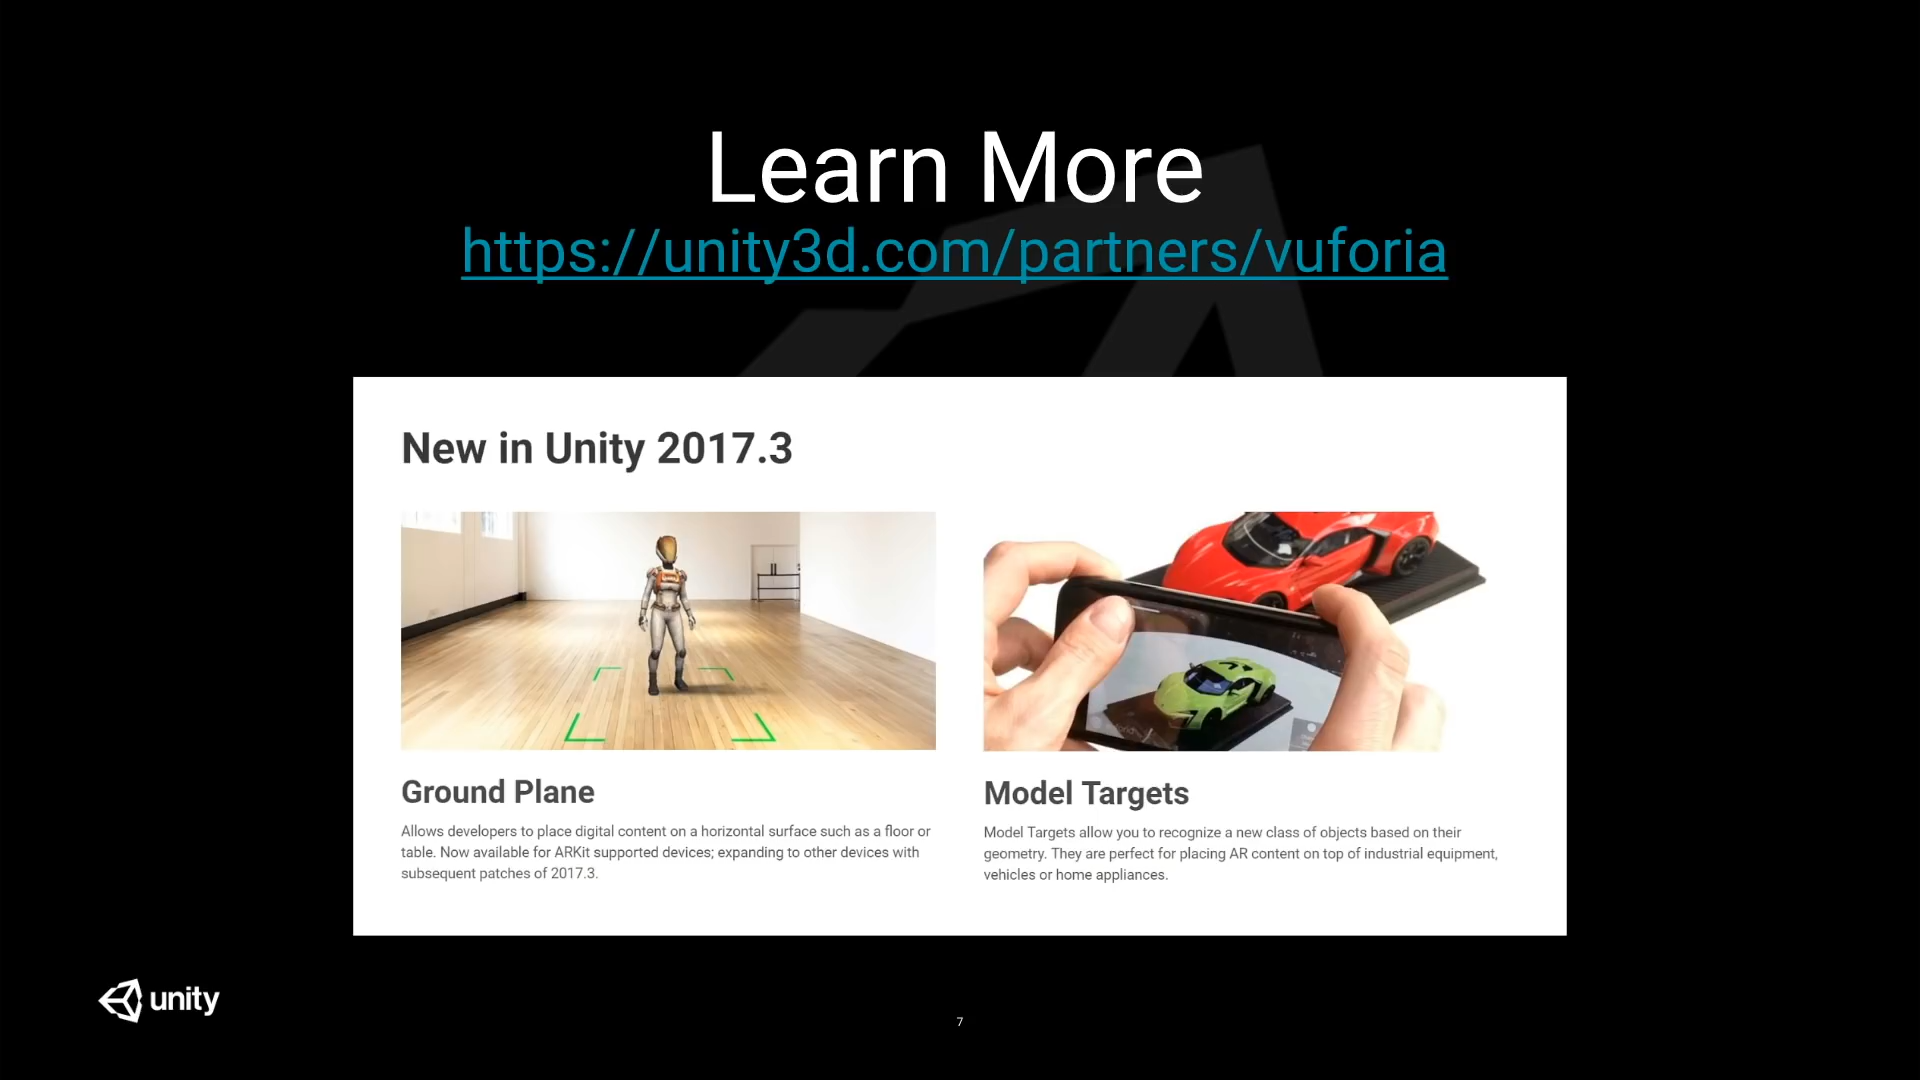 Learn More
https://unity3d.com/partners/vuforia
New in Unity 2017.3
Ground Plane
Allows developers to place digital content on a horizontal surface such as a floor or
table. Now available for ARKit supported devices; expanding to other devices with
subsequent patches of 2017.3.
Model Targets
Model Targets allow you to recognize a new class of objects based on their
geometry. They are perfect for placing AR content on top of industrial equipment,
vehicles or home appliances.
unity
7